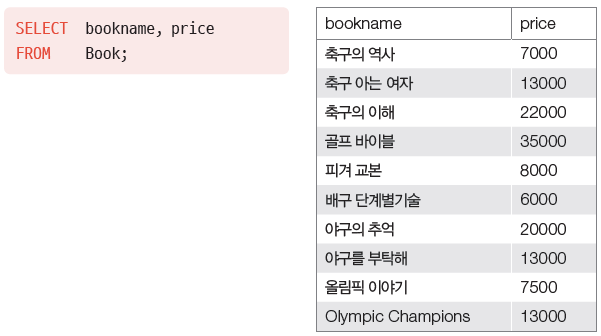 SELECT bookname, price
FROM Book;
bookname price
축구의 역사 7000
축구 아는 여자 13000
축구의 이해 22000
골프 바이블 35000
피겨 교본 8000
배구 단계별기술 6000
야구의 추억 20000
야구를 부탁해 13000
올림픽 이야기 7500
Olympic Champions 13000